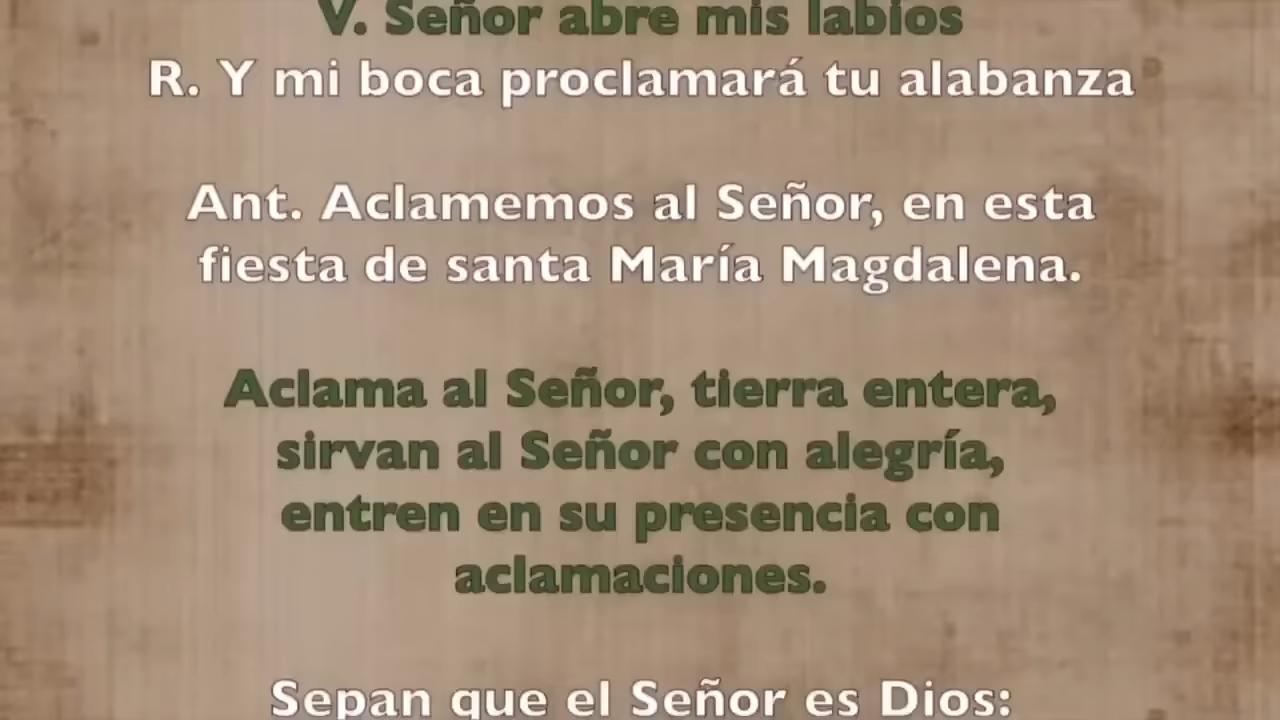 V. Señor abre mis labios
R. Y mi boca proclamará tu alabanza
Ant. Aclamemos al Señor, en esta
fiesta de santa María Magdalena.
Aclama al Señor, tierra entera,
sirvan al Señor con alegría,
entren en su presencia con
aclamaciones.
Sepan que el Señor es Dios: